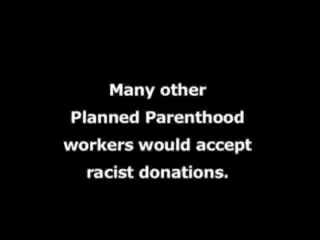 Many other
Planned Parenthood
workers would accept
racist donations.